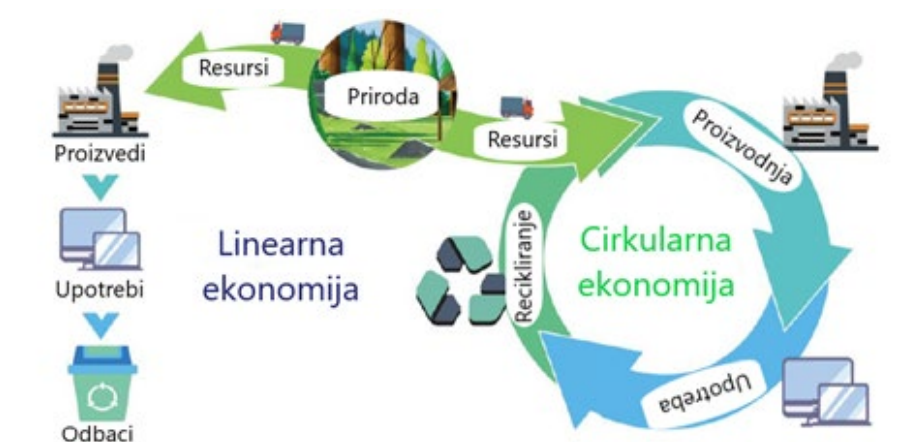 Resursi
Priroda
Resursi
Proizvedi
Upotrebi
Odbaci
Linearna
ekonomija
Cirkularna
ekonomija
Proizvodnja
Upotreba
Recikliranje